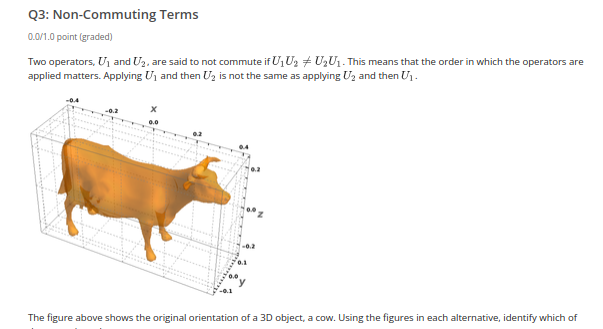 Q3: Non-Commuting Terms
0.0/1.0 point (graded)
Two operators, U₁ and U₂, are said to not commute if U₁U₂ ≠ U₂U₁. This means that the order in which the operators are
applied matters. Applying U₁ and then U₂ is not the same as applying U₂ and then U₁.
-0.4
-0.2
x
0.0
0.2
0.4
0.2
0.0
z
-0.2
0.1
0.0
y
-0.1
The figure above shows the original orientation of a 3D object, a cow. Using the figures in each alternative, identify which of